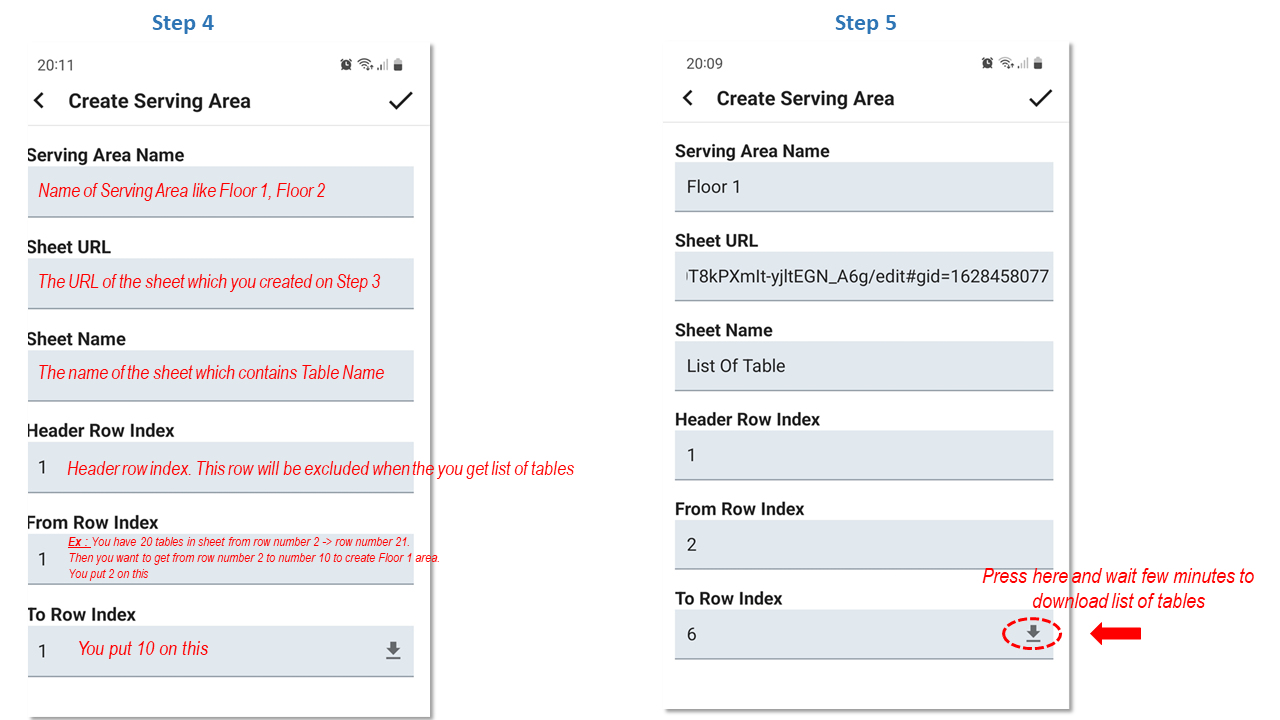 Step 4
20:11
Create Serving Area
Serving Area Name
Name of Serving Area like Floor 1, Floor 2
Sheet URL
The URL of the sheet which you created on Step 3
Sheet Name
The name of the sheet which contains Table Name
Header Row Index
1 Header row index. This row will be excluded when the you get list of tables
From Row Index
Ex : You have 20 tables in sheet from row number 2 -> row number 21.
1 Then you want to get from row number 2 to number 10 to create Floor 1 area.
You put 2 on this
To Row Index
1 You put 10 on this
Step 5
20:09
Create Serving Area
Serving Area Name
Floor 1
Sheet URL
T8kPXmIt-yjltEGN_A6g/edit#gid=1628458077
Sheet Name
List Of Table
Header Row Index
1
From Row Index
2
Press here and wait few minutes to
download list of tables
To Row Index
6